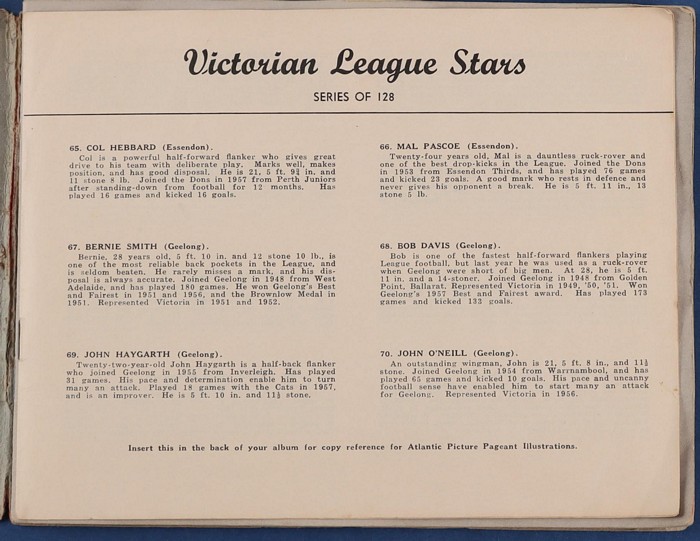 Victorian League Stars
SERIES OF 128
65. COL HEBBARD (Essendon).
Col is a powerful half-forward flanker who gives great
drive to his team with deliberate play. Marks well, makes
position, and has good disposal. He is 21, 5 ft. 9¾ in. and
11 stone 8 lb. Joined the Dons in 1957 from Perth Juniors
after standing-down from football for 12 months. Has
played 16 games and kicked 16 goals.
66. MAL PASCOE (Essendon).
Twenty-four years old, Mal is a dauntless ruck-rover and
one of the best drop-kicks in the League. Joined the Dons
in 1953 from Essendon Thirds, and has played 76 games
and kicked 23 goals. A good mark who rests in defence and
never gives his opponent a break. He is 5 ft. 11 in., 13
stone 5 lb.
67. BERNIE SMITH (Geelong).
Bernie, 28 years old, 5 ft. 10 in. and 12 stone 10 lb., is
one of the most reliable back pockets in the League, and
is seldom beaten. He rarely misses a mark, and his dis-
posal is always accurate. Joined Geelong in 1948 from West
Adelaide, and has played 180 games. He won Geelong's Best
and Fairest in 1951 and 1956, and the Brownlow Medal in
1951. Represented Victoria in 1951 and 1952.
68. BOB DAVIS (Geelong).
Bob is one of the fastest half-forward flankers playing
League football, but last year he was used as a ruck-rover
when Geelong were short of big men. At 28, he is 5 ft.
11 in. and a 14-stoner. Joined Geelong in 1948 from Golden
Point, Ballarat. Represented Victoria in 1949, '50, '51. Won
Geelong's 1957 Best and Fairest award. Has played 173
games and kicked 133 goals.
69. JOHN HAYGARTH (Geelong).
Twenty-two-year-old John Haygarth is a half-back flanker
who joined Geelong in 1955 from Inverleigh. Has played
31 games. His pace and determination enable him to turn
many an attack. Played 18 games with the Cats in 1957,
and is an improver. He is 5 ft. 10 in. and 11½ stone.
70. JOHN O'NEILL (Geelong).
An outstanding wingman, John is 21, 5 ft. 8 in., and 11½
stone. Joined Geelong in 1954 from Warrnambool, and has
played 65 games and kicked 10 goals. His pace and uncanny
football sense have enabled him to start many an attack
for Geelong. Represented Victoria in 1956.
Insert this in the back of your album for copy reference for Atlantic Picture Pageant Illustrations.